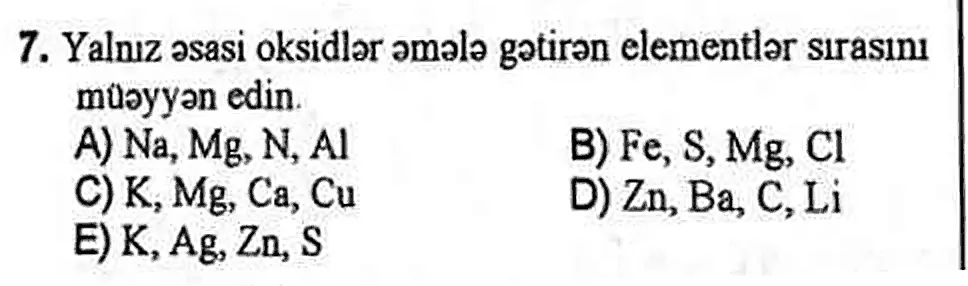 7. Yalnız əsasi oksidlər əmələ gətirən elementlər sırasını
müəyyən edin.
A) Na, Mg, N, Al
B) Fe, S, Mg, Cl
C) K, Mg, Ca, Cu
D) Zn, Ba, C, Li
E) K, Ag, Zn, S